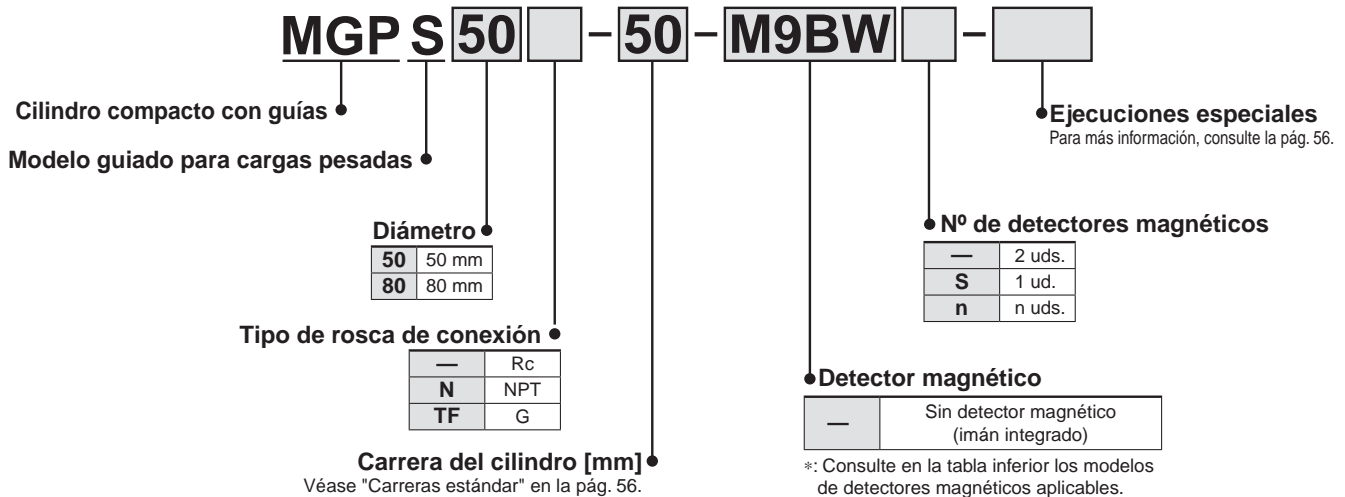 MGP S 50 – 50 – M9BW –
Cilindro compacto con guías
Modelo guiado para cargas pesadas
Diámetro
50 50 mm
80 80 mm
Tipo de rosca de conexión
— Rc
N NPT
TF G
Carrera del cilindro [mm]
Véase "Carreras estándar" en la pág. 56.
Ejecuciones especiales
Para más información, consulte la pág. 56.
Nº de detectores magnéticos
— 2 uds.
S 1 ud.
n n uds.
Detector magnético
— Sin detector magnético
(imán integrado)
∗: Consulte en la tabla inferior los modelos
de detectores magnéticos aplicables.